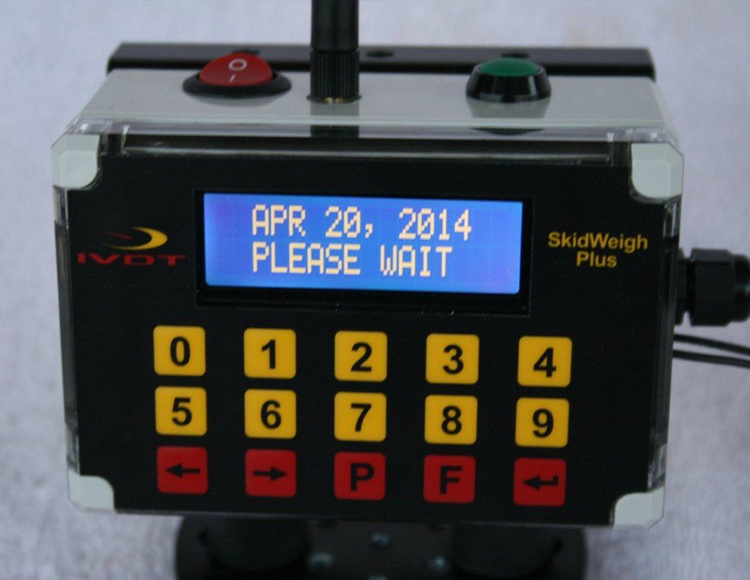 APR 20, 2014
PLEASE WAIT
IVDT
SkidWeigh
Plus
0 1 2 3 4
5 6 7 8 9
← → P F ↵